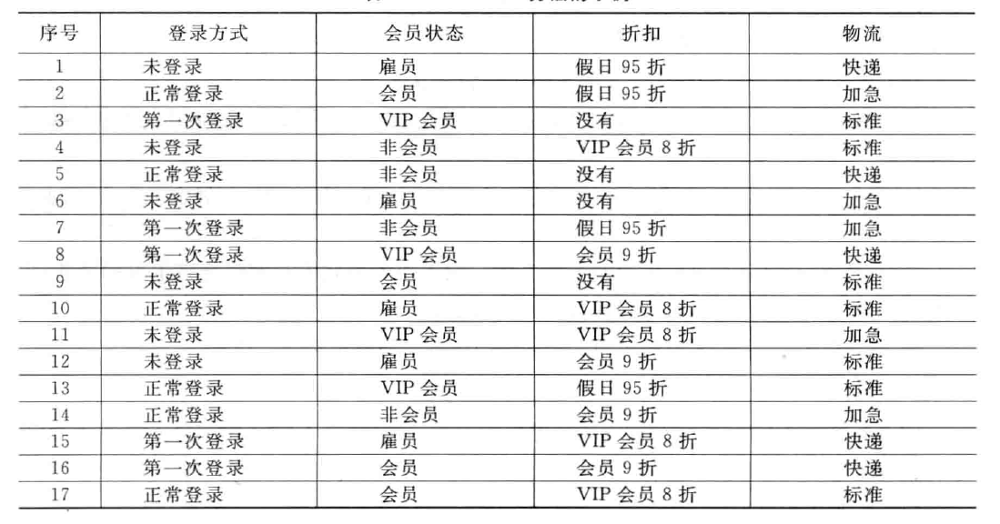 序号 登录方式 会员状态 折扣 物流
1 未登录 雇员 假日 95 折 快递
2 正常登录 会员 假日 95 折 加急
3 第一次登录 VIP 会员 没有 标准
4 未登录 非会员 VIP 会员 8 折 标准
5 正常登录 非会员 没有 快递
6 未登录 雇员 没有 加急
7 第一次登录 非会员 假日 95 折 加急
8 第一次登录 VIP 会员 会员 9 折 快递
9 未登录 会员 没有 标准
10 正常登录 雇员 VIP 会员 8 折 标准
11 未登录 VIP 会员 VIP 会员 8 折 加急
12 未登录 雇员 会员 9 折 标准
13 正常登录 VIP 会员 假日 95 折 标准
14 正常登录 非会员 会员 9 折 加急
15 第一次登录 雇员 VIP 会员 8 折 快递
16 第一次登录 会员 会员 9 折 快递
17 正常登录 会员 VIP 会员 8 折 标准